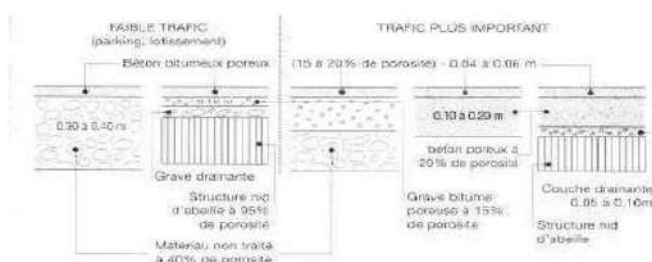 FAIBLE TRAFIC
(parking, lotissement)
TRAFIC PLUS IMPORTANT
Béton bitumeux poreux
(15 à 20% de porosité) - 0.04 à 0.06 m
0.30 à 0.40 m
0.10 à 0.20 m
béton poreux à
20% de porosité
Grave drainante
Structure nid
d'abeille à 95%
de porosité
Grave bitume
poreuse à 15%
de porosité
Couche drainante
0.05 à 0.10m
Structure nid
d'abeille
Matériau non traité
à 40% de porosité